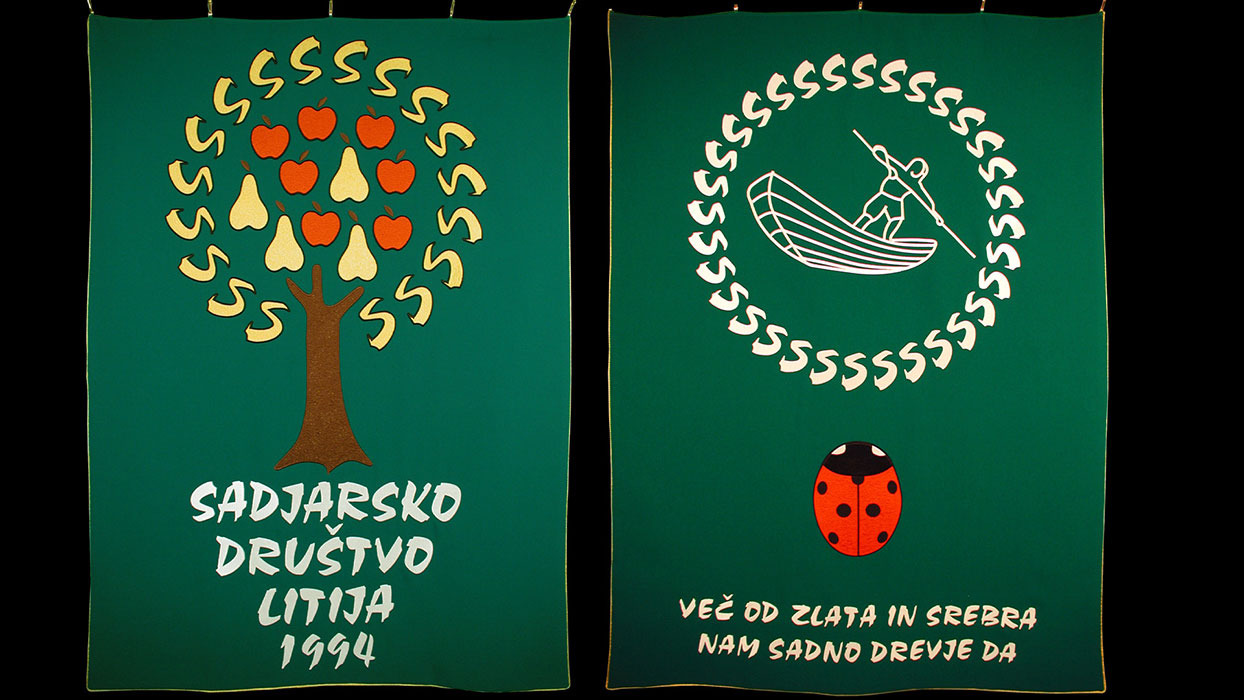 SADJARSKO
DRUŠTVO
LITIJA
1994
VEČ OD ZLATA IN SREBRA
NAM SADNO DREVJE DA